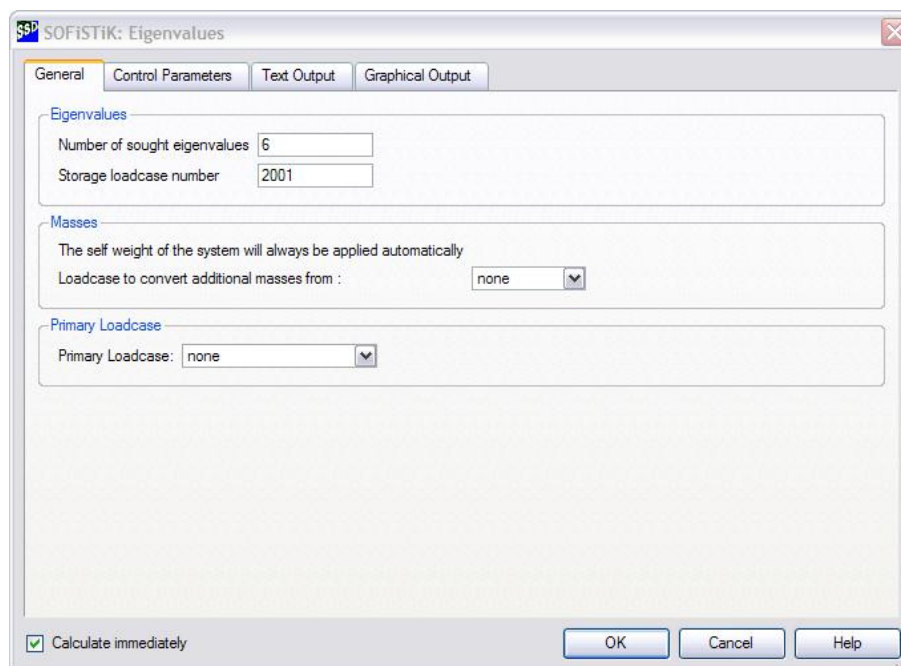 SSD SOFiSTiK: Eigenvalues
General Control Parameters Text Output Graphical Output
Eigenvalues
Number of sought eigenvalues 6
Storage loadcase number 2001
Masses
The self weight of the system will always be applied automatically
Loadcase to convert additional masses from : none
Primary Loadcase
Primary Loadcase: none
Calculate immediately OK Cancel Help